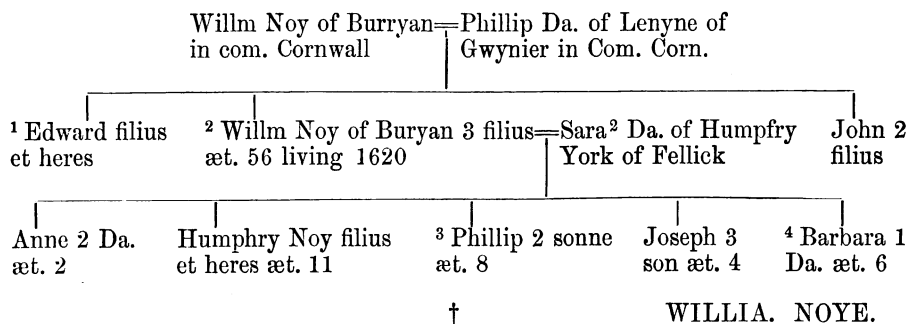 Willm Noy of Burryan=Phillip Da. of Lenyne of
in com. Cornwall Gwynier in Com. Corn.
¹ Edward filius ² Willm Noy of Buryan 3 filius=Sara² Da. of Humpfry John 2
et heres æt. 56 living 1620 York of Fellick filius
Anne 2 Da. Humphry Noy filius ³ Phillip 2 sonne Joseph 3 ⁴ Barbara 1
æt. 2 et heres æt. 11 æt. 8 son æt. 4 Da. æt. 6
† WILLIA. NOYE.